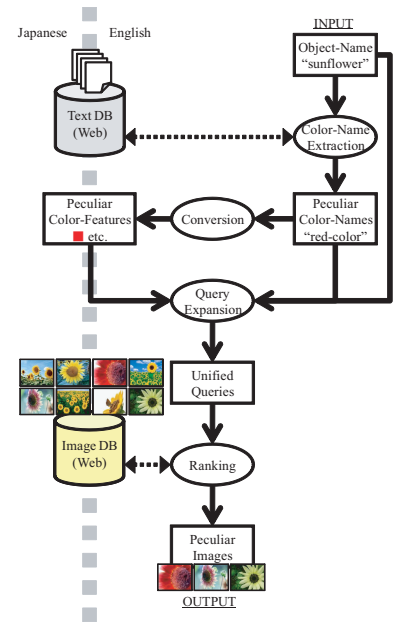 INPUT
Japanese
English
Object-Name
"sunflower"
Text DB
(Web)
Color-Name
Extraction
Peculiar
Color-Features
etc.
Conversion
Peculiar
Color-Names
"red-color"
Query
Expansion
Unified
Queries
Image DB
(Web)
Ranking
Peculiar
Images
OUTPUT